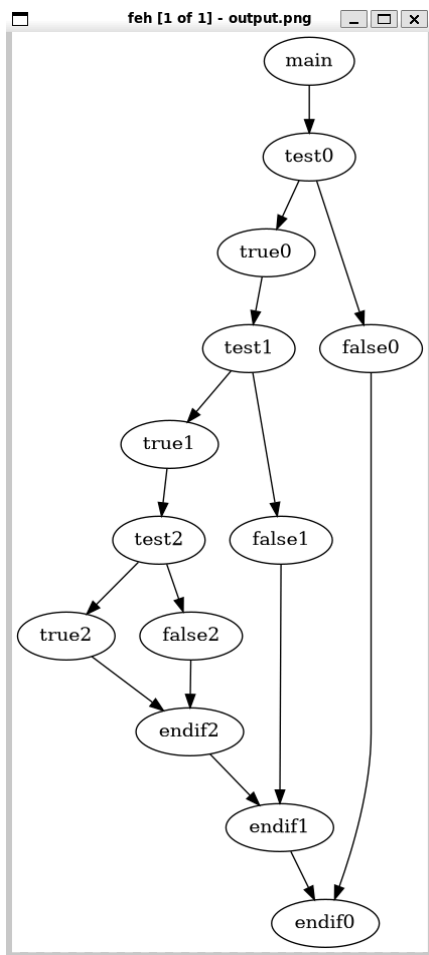 feh [1 of 1] - output.png
main
test0
true0
test1
false0
true1
test2
false1
true2
false2
endif2
endif1
endif0